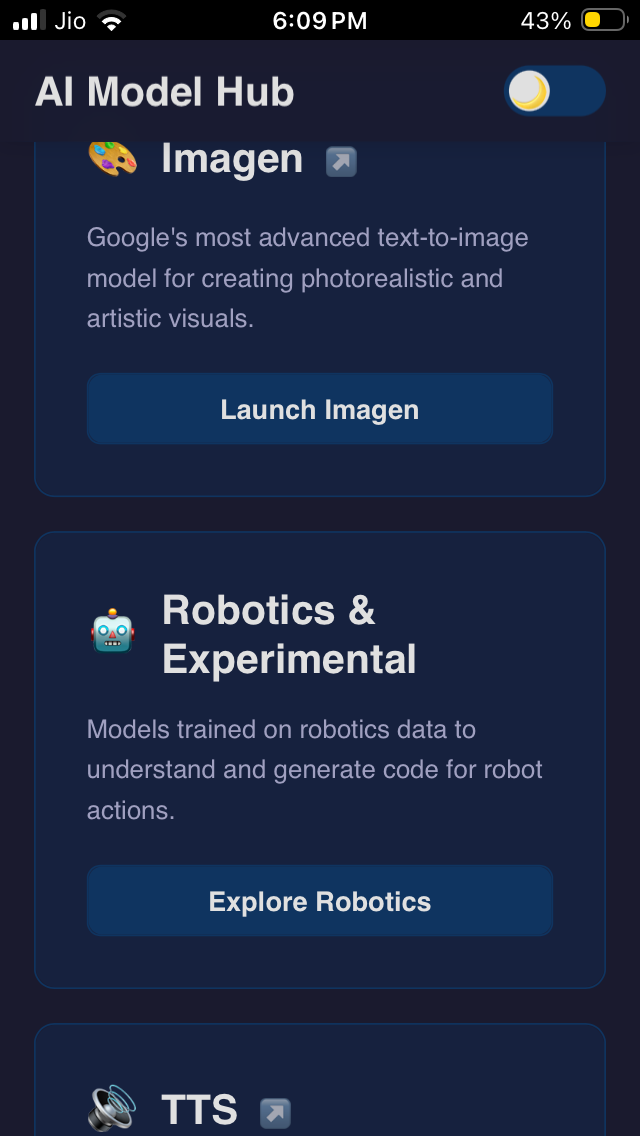 Jio 6:09 PM 43%
AI Model Hub
Imagen
Google's most advanced text-to-image
model for creating photorealistic and
artistic visuals.
Launch Imagen
Robotics &
Experimental
Models trained on robotics data to
understand and generate code for robot
actions.
Explore Robotics
TTS